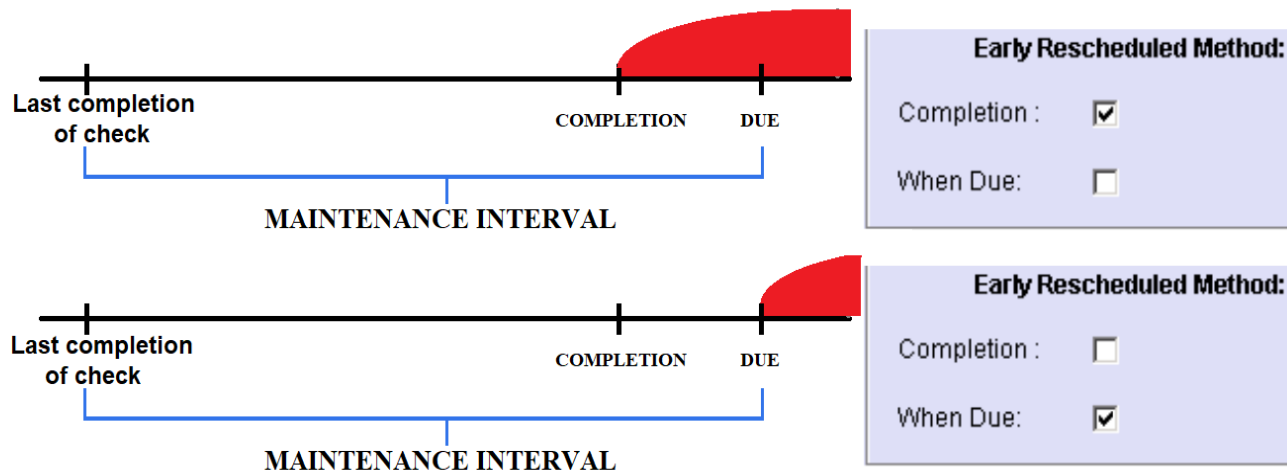 Early Rescheduled Method:
Last completion
of check
COMPLETION
DUE
Completion :
When Due:
MAINTENANCE INTERVAL
Early Rescheduled Method:
Last completion
of check
COMPLETION
DUE
Completion :
When Due:
MAINTENANCE INTERVAL